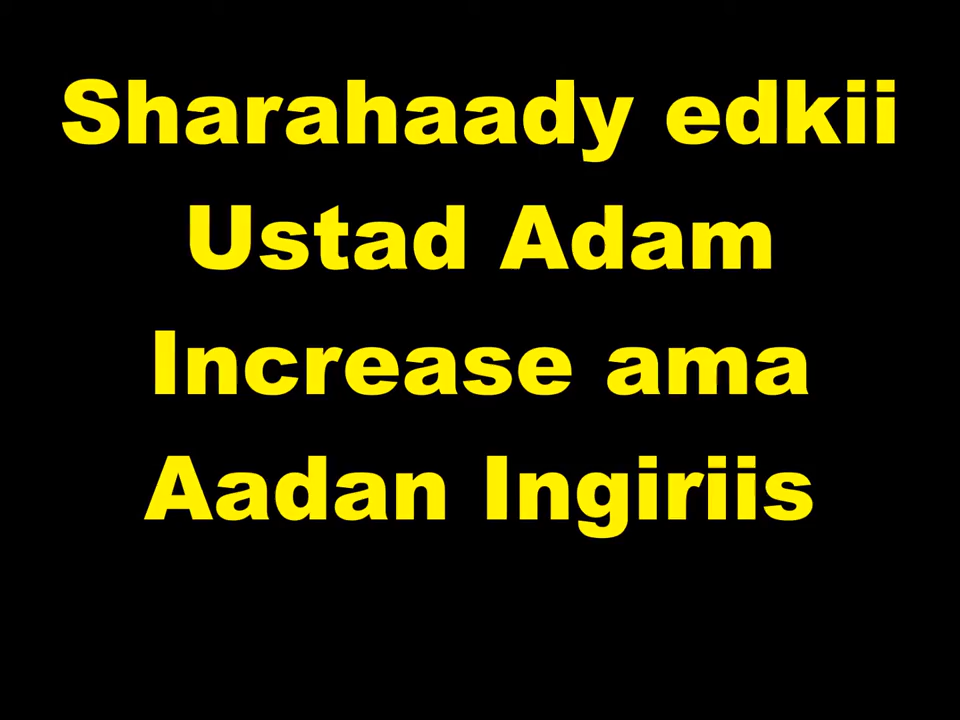 Sharahaady edkii
Ustad Adam
Increase ama
Aadan Ingiriis